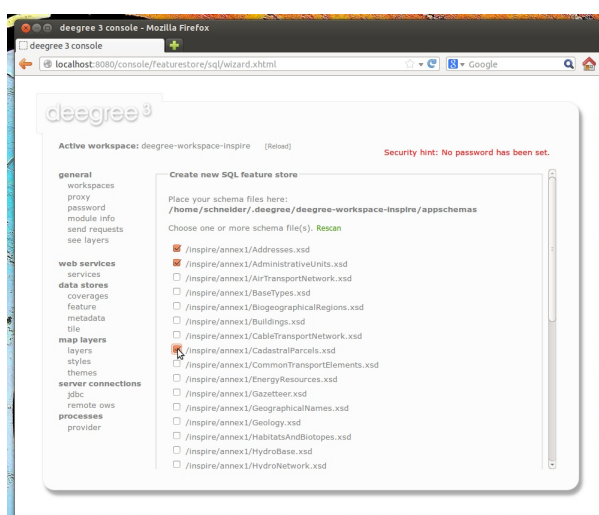 deegree 3 console - Mozilla Firefox
deegree 3 console
localhost:8080/console/featurestore/sql/wizard.xhtml
Google
deegree 3
Active workspace: deegree-workspace-inspire [Reload]
Security hint: No password has been set.
general
workspaces
proxy
password
module info
send requests
see layers
web services
services
data stores
coverages
feature
metadata
tile
map layers
layers
styles
themes
server connections
jdbc
remote ows
processes
provider
Create new SQL feature store
Place your schema files here:
/home/schneider/.deegree/deegree-workspace-inspire/appschemas
Choose one or more schema file(s). Rescan
/inspire/annex1/Addresses.xsd
/inspire/annex1/AdministrativeUnits.xsd
/inspire/annex1/AirTransportNetwork.xsd
/inspire/annex1/BaseTypes.xsd
/inspire/annex1/BiogeographicalRegions.xsd
/inspire/annex1/Buildings.xsd
/inspire/annex1/CableTransportNetwork.xsd
/inspire/annex1/CadastralParcels.xsd
/inspire/annex1/CommonTransportElements.xsd
/inspire/annex1/EnergyResources.xsd
/inspire/annex1/Gazetteer.xsd
/inspire/annex1/GeographicalNames.xsd
/inspire/annex1/Geology.xsd
/inspire/annex1/HabitatsAndBiotopes.xsd
/inspire/annex1/HydroBase.xsd
/inspire/annex1/HydroNetwork.xsd